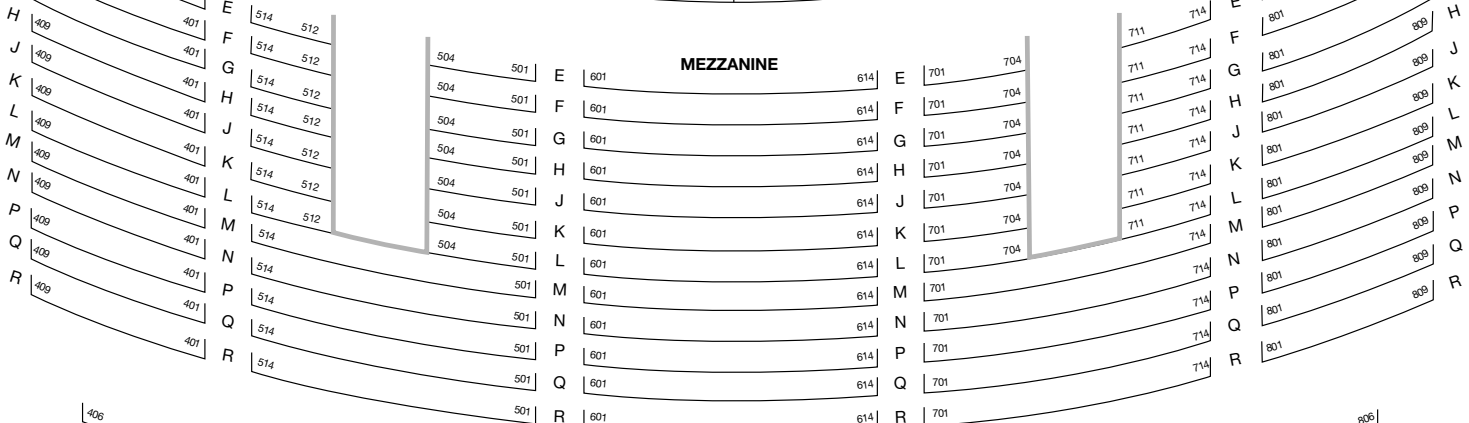 E 514 512 504 501 E 601 614 E 701 704 711 714 E
MEZZANINE
401 F 514 512 504 501 F 601 614 F 701 704 711 714 F 801
401 G 514 512 504 501 G 601 614 G 701 704 711 714 G 801
H 409 401 H 514 512 504 501 H 601 614 H 701 704 711 714 H 801 809 H
J 409 401 J 514 512 504 501 J 601 614 J 701 704 711 714 J 801 809 J
K 409 401 K 514 512 504 501 K 601 614 K 701 704 711 714 K 801 809 K
L 409 401 L 514 512 504 501 L 601 614 L 701 704 711 714 L 801 809 L
M 409 401 M 514 501 M 601 614 M 701 714 M 801 809 M
N 409 401 N 514 501 N 601 614 N 701 714 N 801 809 N
P 409 401 P 514 501 P 601 614 P 701 714 P 801 809 P
Q 409 401 Q 514 501 Q 601 614 Q 701 714 Q 801 809 Q
R 409 401 R 514 501 R 601 614 R 701 714 R 801 809 R
406 806